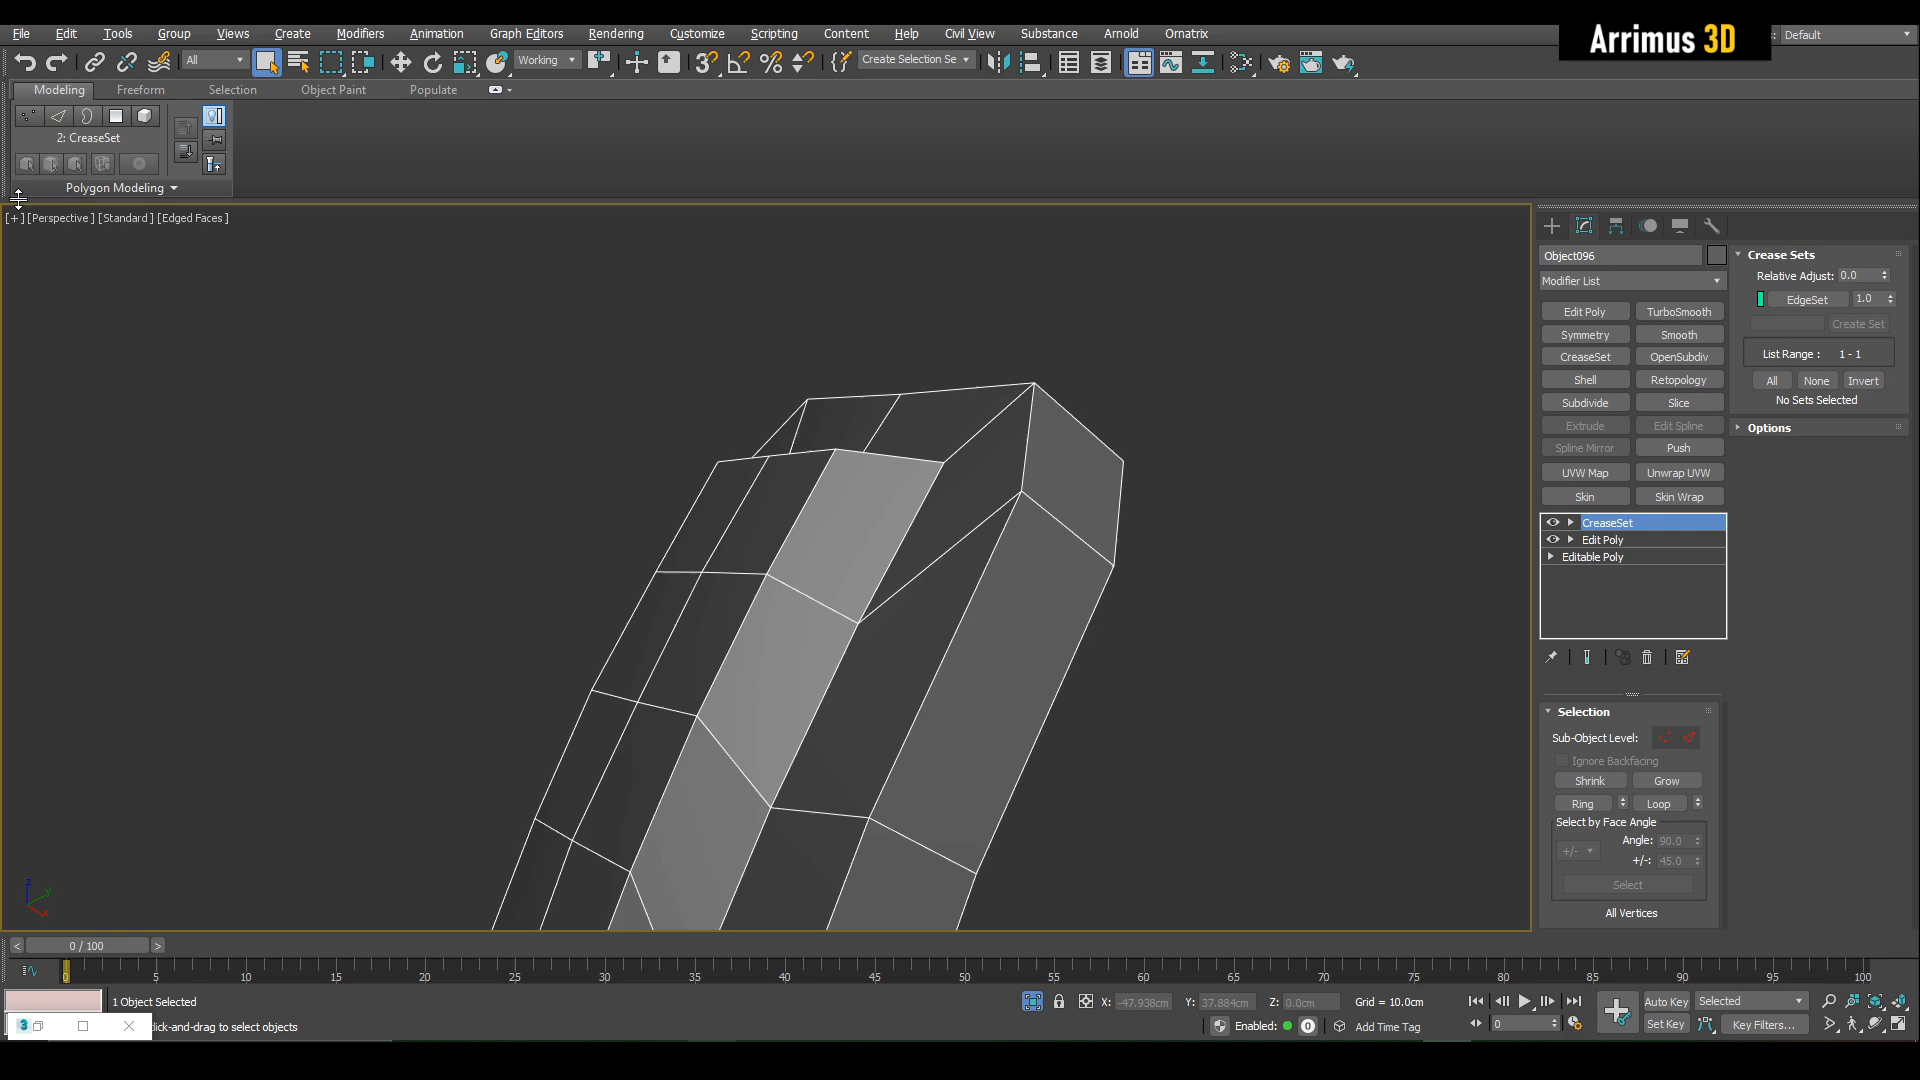 File Edit Tools Group Views Create Modifiers Animation Graph Editors Rendering Customize Scripting Content Help Civil View Substance Arnold Ornatrix
Arrimus 3D
: Default
All Working Create Selection Se
Modeling Freeform Selection Object Paint Populate
2: CreaseSet
Polygon Modeling
[+] [Perspective] [Standard] [Edged Faces]
Object096
Modifier List
Edit Poly TurboSmooth
Symmetry Smooth
CreaseSet OpenSubdiv
Shell Retopology
Subdivide Slice
Extrude Edit Spline
Spline Mirror Push
UVW Map Unwrap UVW
Skin Skin Wrap
CreaseSet
Edit Poly
Editable Poly
Crease Sets
Relative Adjust: 0.0
EdgeSet 1.0
Create Set
List Range : 1 - 1
All None Invert
No Sets Selected
Options
Selection
Sub-Object Level:
Ignore Backfacing
Shrink Grow
Ring Loop
Select by Face Angle
Angle: 90.0
+/- +/-: 45.0
Select
All Vertices
z y x
< 0 / 100 >
0 5 10 15 20 25 30 35 40 45 50 55 60 65 70 75 80 85 90 95 100
1 Object Selected
X: -47.938cm Y: 37.884cm Z: 0.0cm Grid = 10.0cm
Auto Key Selected
3
lick-and-drag to select objects
Enabled: 0 Add Time Tag
0
Set Key Key Filters...